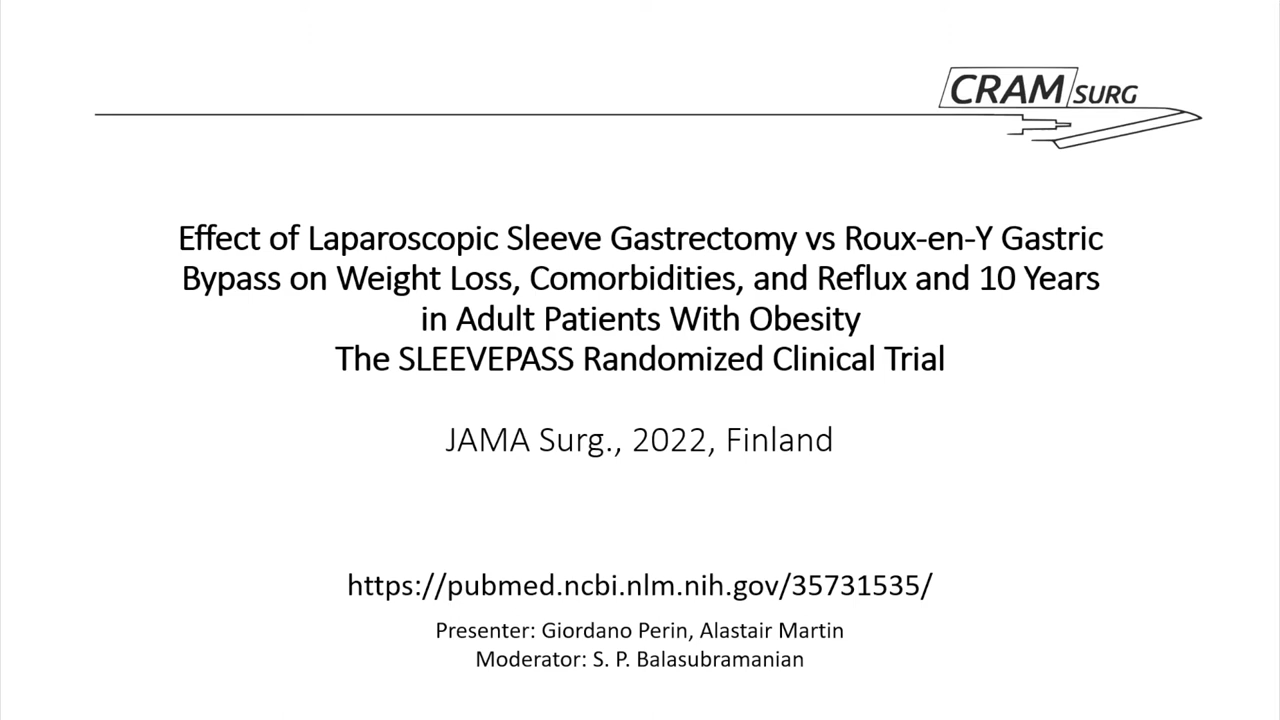 CRAM SURG
Effect of Laparoscopic Sleeve Gastrectomy vs Roux-en-Y Gastric
Bypass on Weight Loss, Comorbidities, and Reflux and 10 Years
in Adult Patients With Obesity
The SLEEVEPASS Randomized Clinical Trial
JAMA Surg., 2022, Finland
https://pubmed.ncbi.nlm.nih.gov/35731535/
Presenter: Giordano Perin, Alastair Martin
Moderator: S. P. Balasubramanian